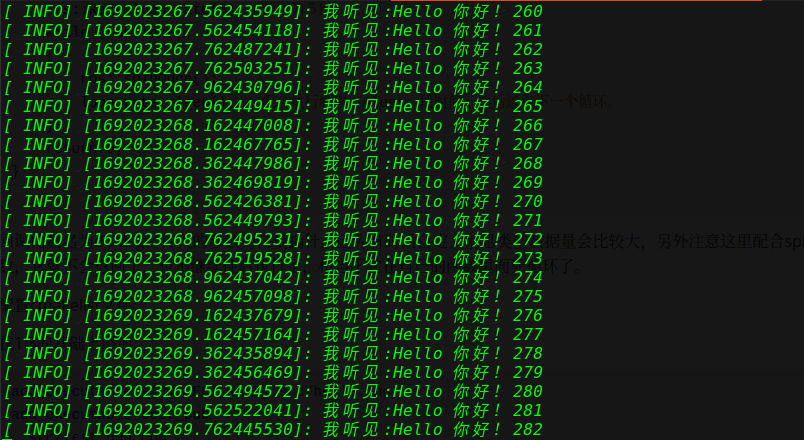 [ INFO] [1692023267.562435949]: 我听见:Hello 你好! 260
[ INFO] [1692023267.562454118]: 我听见:Hello 你好! 261
[ INFO] [1692023267.762487241]: 我听见:Hello 你好! 262
[ INFO] [1692023267.762503251]: 我听见:Hello 你好! 263
[ INFO] [1692023267.962430796]: 我听见:Hello 你好! 264
[ INFO] [1692023267.962449415]: 我听见:Hello 你好! 265
[ INFO] [1692023268.162447008]: 我听见:Hello 你好! 266
[ INFO] [1692023268.162467765]: 我听见:Hello 你好! 267
[ INFO] [1692023268.362447986]: 我听见:Hello 你好! 268
[ INFO] [1692023268.362469819]: 我听见:Hello 你好! 269
[ INFO] [1692023268.562426381]: 我听见:Hello 你好! 270
[ INFO] [1692023268.562449793]: 我听见:Hello 你好! 271
[ INFO] [1692023268.762495231]: 我听见:Hello 你好! 272
[ INFO] [1692023268.762519528]: 我听见:Hello 你好! 273
[ INFO] [1692023268.962437042]: 我听见:Hello 你好! 274
[ INFO] [1692023268.962457098]: 我听见:Hello 你好! 275
[ INFO] [1692023269.162437679]: 我听见:Hello 你好! 276
[ INFO] [1692023269.162457164]: 我听见:Hello 你好! 277
[ INFO] [1692023269.362435894]: 我听见:Hello 你好! 278
[ INFO] [1692023269.362456469]: 我听见:Hello 你好! 279
[ INFO] [1692023269.562494572]: 我听见:Hello 你好! 280
[ INFO] [1692023269.562522041]: 我听见:Hello 你好! 281
[ INFO] [1692023269.762445530]: 我听见:Hello 你好! 282